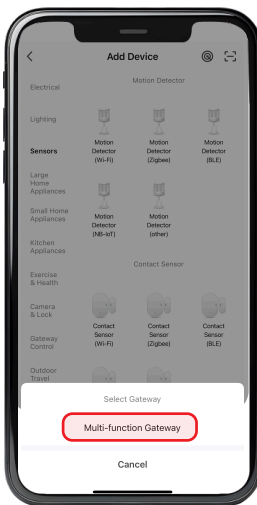 Add Device
Electrical
Lighting
Sensors
Large
Home
Appliances
Small Home
Appliances
Kitchen
Appliances
Exercise
& Health
Camera
& Lock
Gateway
Control
Outdoor
Travel
Motion Detector
Motion
Detector
(Wi-Fi)
Motion
Detector
(Zigbee)
Motion
Detector
(BLE)
Motion
Detector
(NB-IoT)
Motion
Detector
(other)
Contact Sensor
Contact
Sensor
(Wi-Fi)
Contact
Sensor
(Zigbee)
Contact
Sensor
(BLE)
Select Gateway
Multi-function Gateway
Cancel